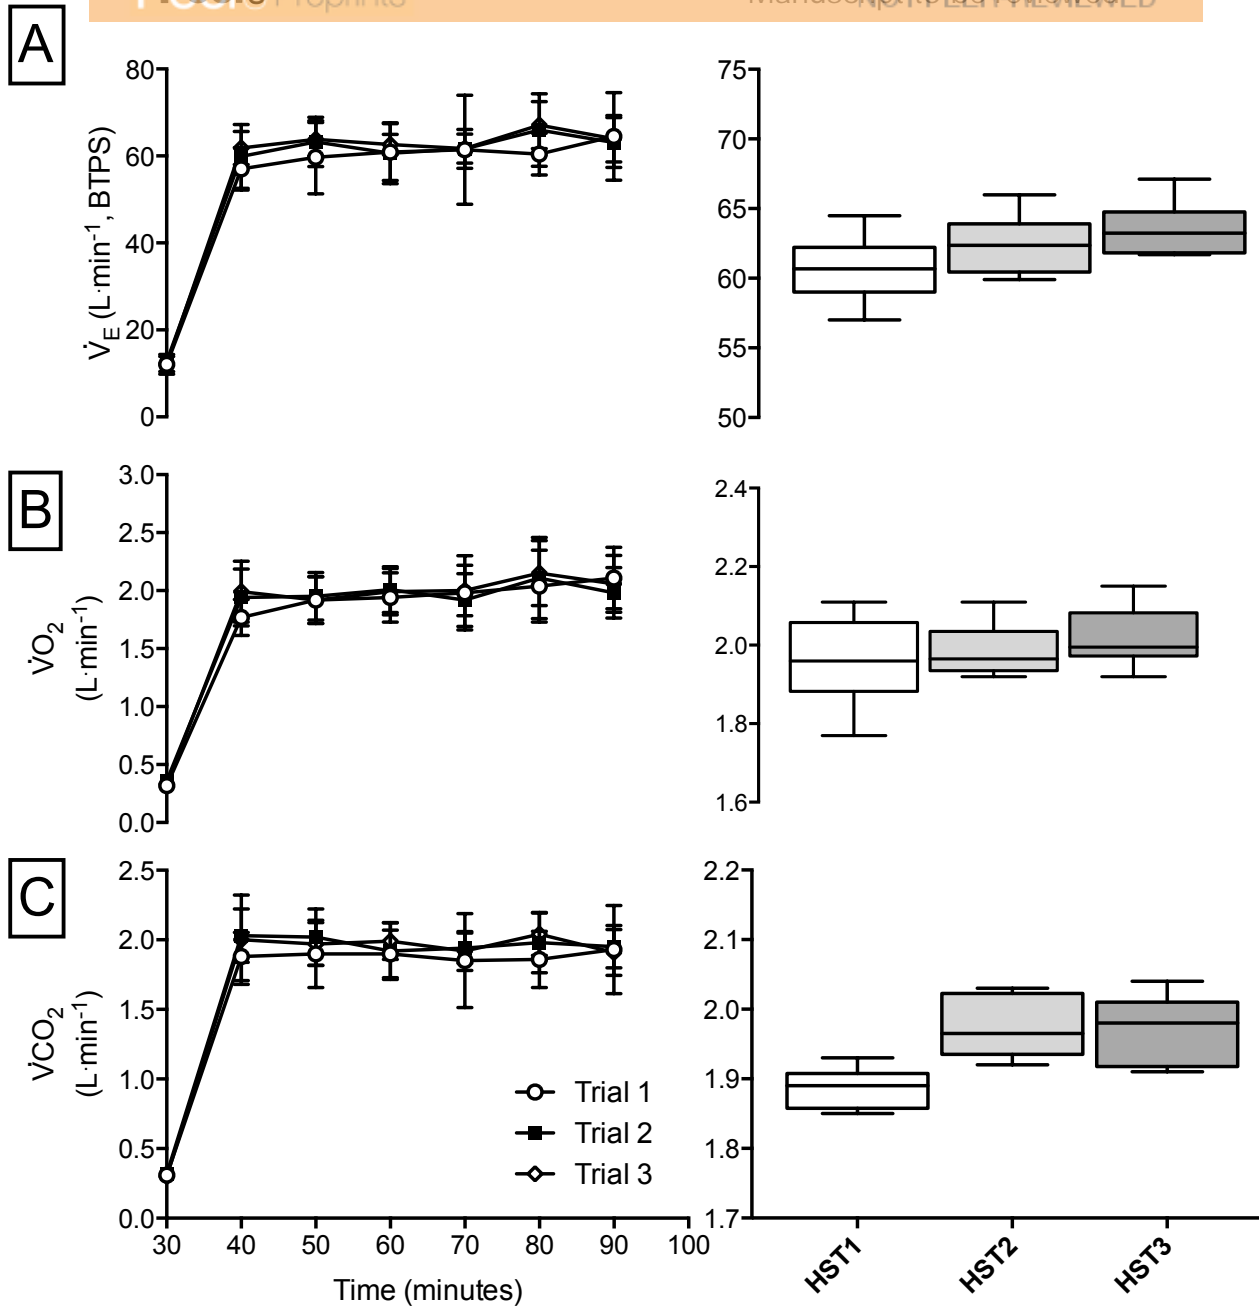 A
80
60
40
20
0
V̇E (L·min-1, BTPS)
75
70
65
60
55
50
B
3.0
2.5
2.0
1.5
1.0
0.5
0.0
V̇O2
(L·min-1)
2.4
2.2
2.0
1.8
1.6
C
2.5
2.0
1.5
1.0
0.5
0.0
V̇CO2
(L·min-1)
Trial 1
Trial 2
Trial 3
30 40 50 60 70 80 90 100
Time (minutes)
2.2
2.1
2.0
1.9
1.8
1.7
HST1 HST2 HST3